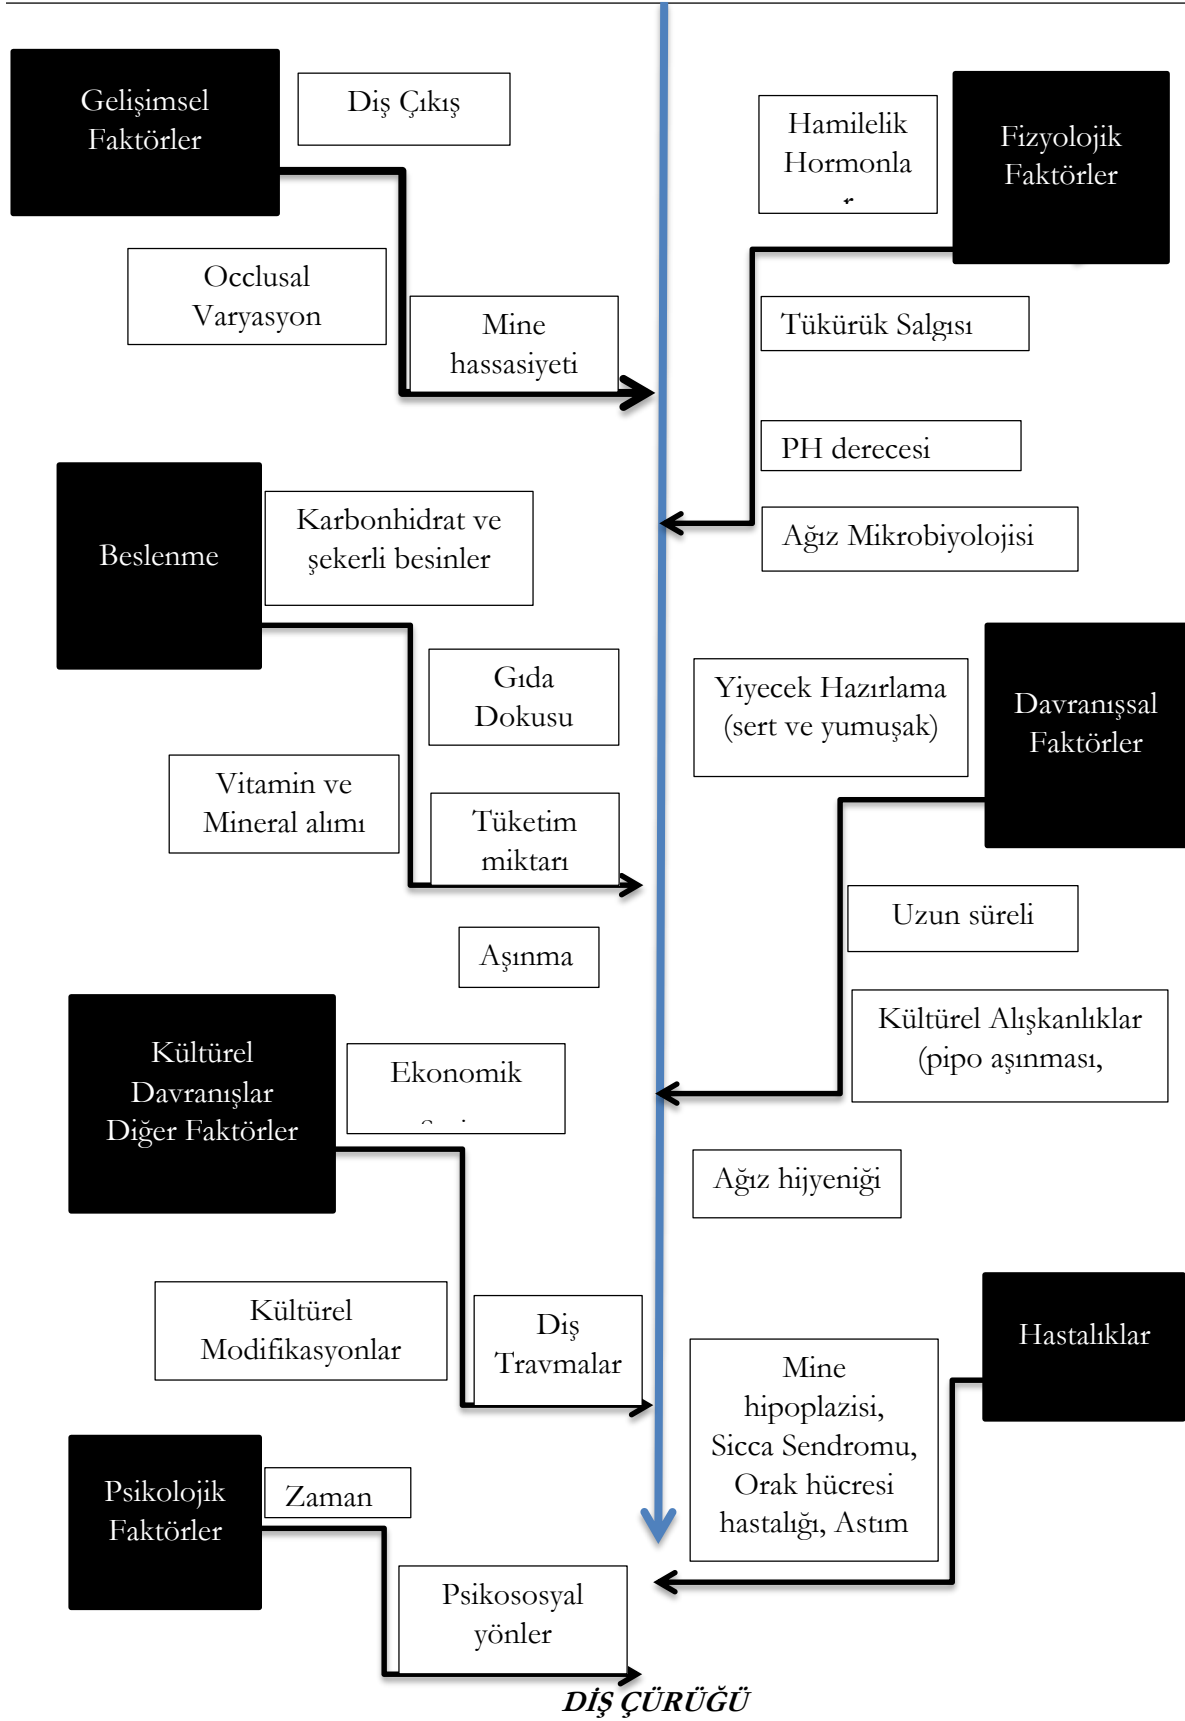 Gelişimsel
Faktörler
Diş Çıkış
Hamilelik
Hormonla
Fizyolojik
Faktörler
Occlusal
Varyasyon
Mine
hassasiyeti
Tükürük Salgısı
PH derecesi
Ağız Mikrobiyolojisi
Beslenme
Karbonhidrat ve
şekerli besinler
Gıda
Dokusu
Yiyecek Hazırlama
(sert ve yumuşak)
Davranışsal
Faktörler
Vitamin ve
Mineral alımı
Tüketim
miktarı
Uzun süreli
Aşınma
Kültürel Alışkanlıklar
(pipo aşınması,
Kültürel
Davranışlar
Diğer Faktörler
Ekonomik
Ağız hijyeniği
Kültürel
Modifikasyonlar
Diş
Travmalar
Hastalıklar
Mine
hipoplazisi,
Sicca Sendromu,
Orak hücresi
hastalığı, Astım
Psikolojik
Faktörler
Zaman
Psikososyal
yönler
DİŞ ÇÜRÜĞÜ